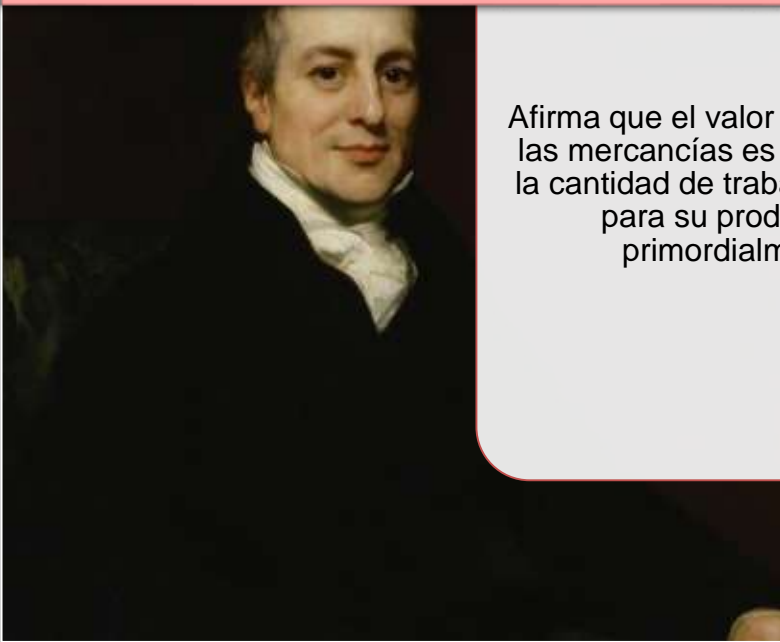 Afirma que el valor
las mercancías es
la cantidad de trab
para su prod
primordialm